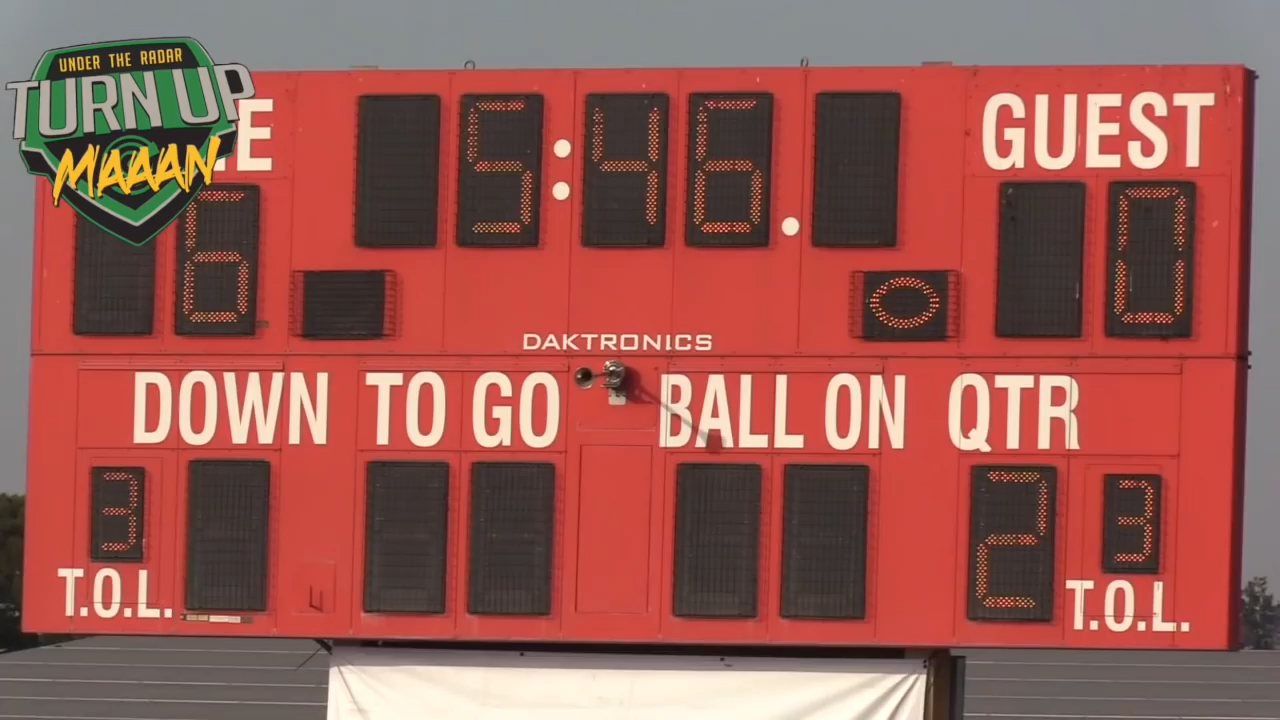 UNDER THE RADAR
TURN UP
MAAAN
E
5:46.
GUEST
6
0
DAKTRONICS
DOWN TO GO BALL ON QTR
3
2
3
T.O.L.
T.O.L.